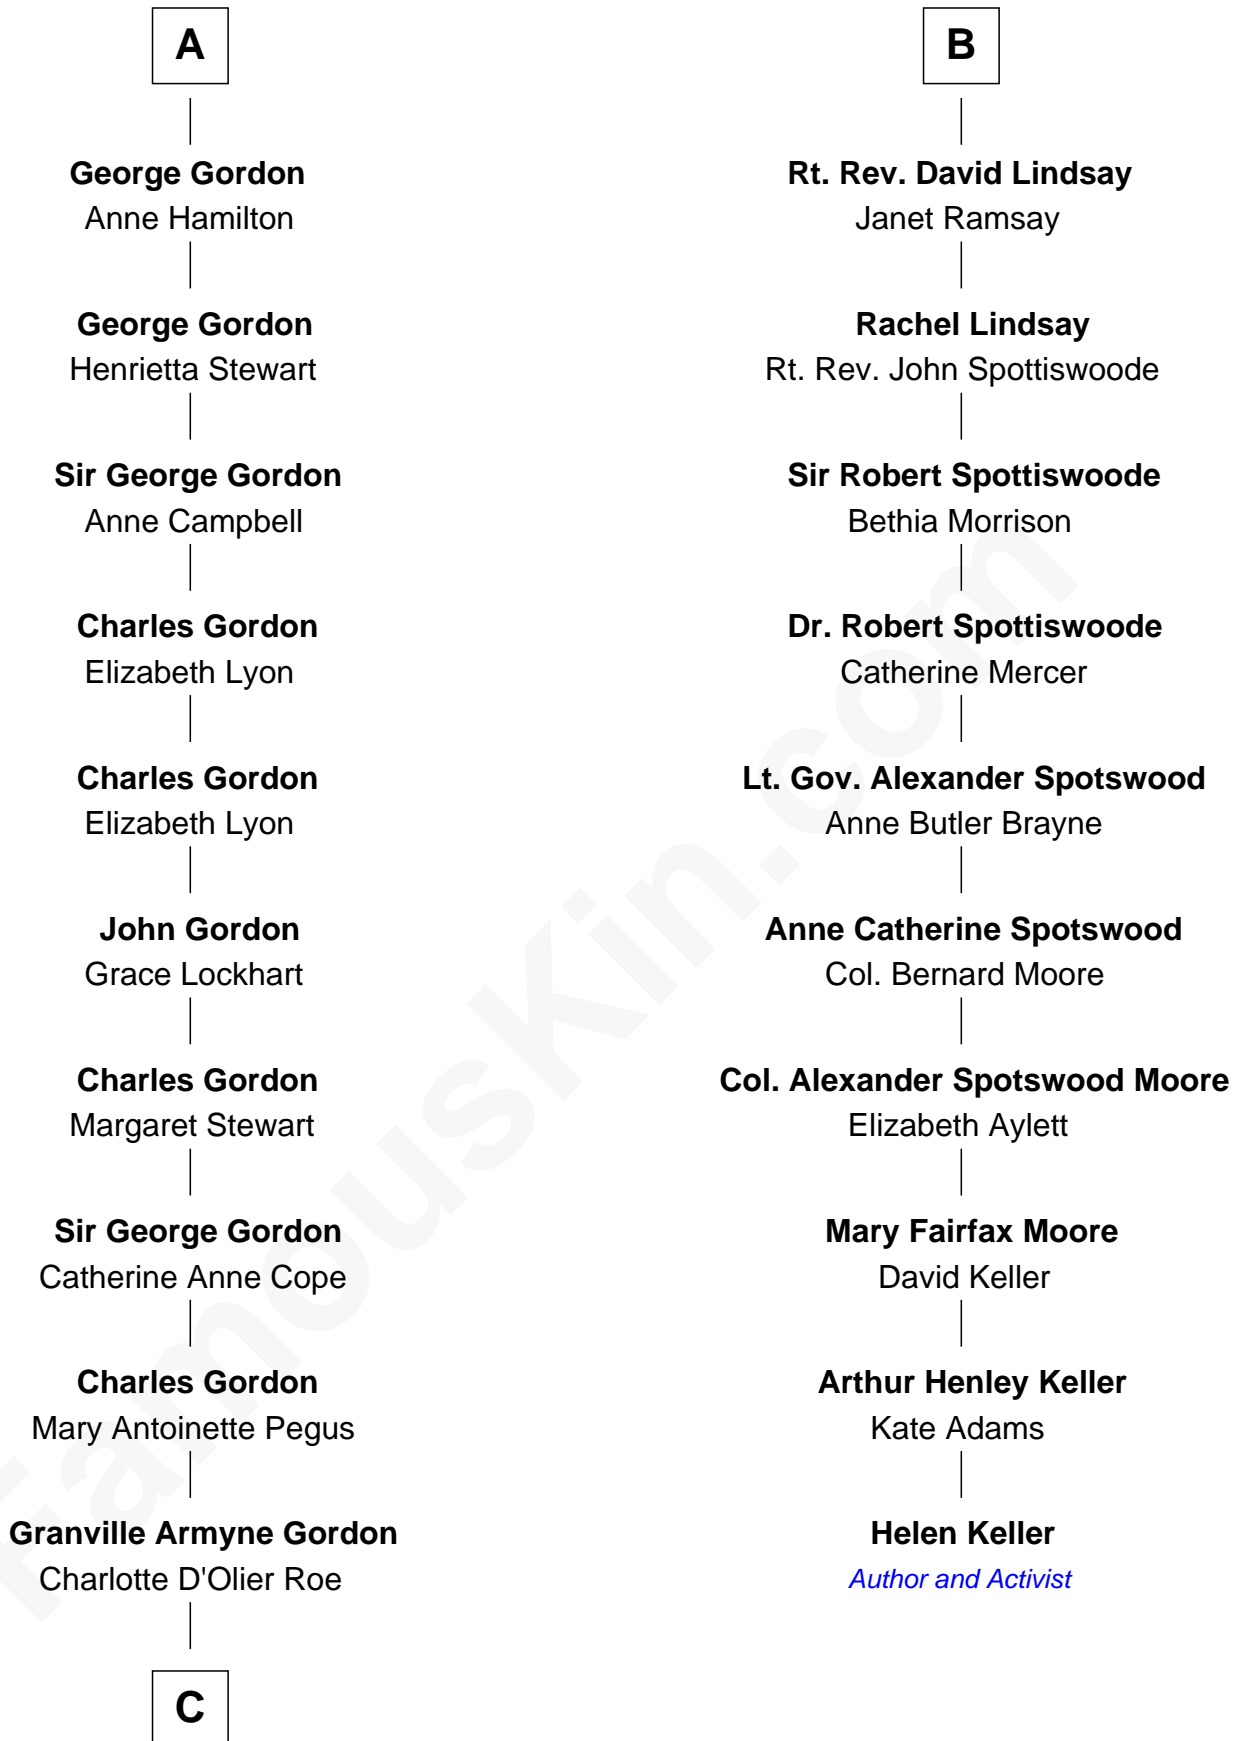 A
George Gordon
Anne Hamilton
George Gordon
Henrietta Stewart
Sir George Gordon
Anne Campbell
Charles Gordon
Elizabeth Lyon
Charles Gordon
Elizabeth Lyon
John Gordon
Grace Lockhart
Charles Gordon
Margaret Stewart
Sir George Gordon
Catherine Anne Cope
Charles Gordon
Mary Antoinette Pegus
Granville Armyne Gordon
Charlotte D'Olier Roe
C
B
Rt. Rev. David Lindsay
Janet Ramsay
Rachel Lindsay
Rt. Rev. John Spottiswoode
Sir Robert Spottiswoode
Bethia Morrison
Dr. Robert Spottiswoode
Catherine Mercer
Lt. Gov. Alexander Spotswood
Anne Butler Brayne
Anne Catherine Spotswood
Col. Bernard Moore
Col. Alexander Spotswood Moore
Elizabeth Aylett
Mary Fairfax Moore
David Keller
Arthur Henley Keller
Kate Adams
Helen Keller
Author and Activist
FamousKin.com